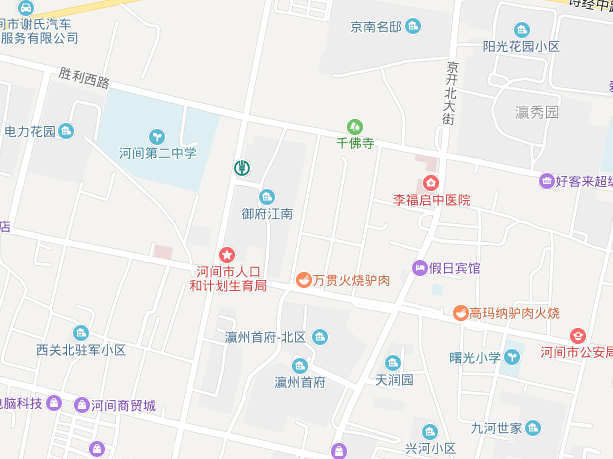 诗经中路
间市谢氏汽车
服务有限公司
京南名邸
阳光花园小区
胜利西路
京开北大街
瀛秀园
电力花园
河间第二中学
千佛寺
好客来超级
李福启中医院
御府江南
店
河间市人口
和计划生育局
假日宾馆
万贯火烧驴肉
高玛纳驴肉火烧
瀛州首府-北区
西关北驻军小区
曙光小学
河间市公安局
瀛州首府
天润园
电脑科技
河间商贸城
九河世家
兴河小区